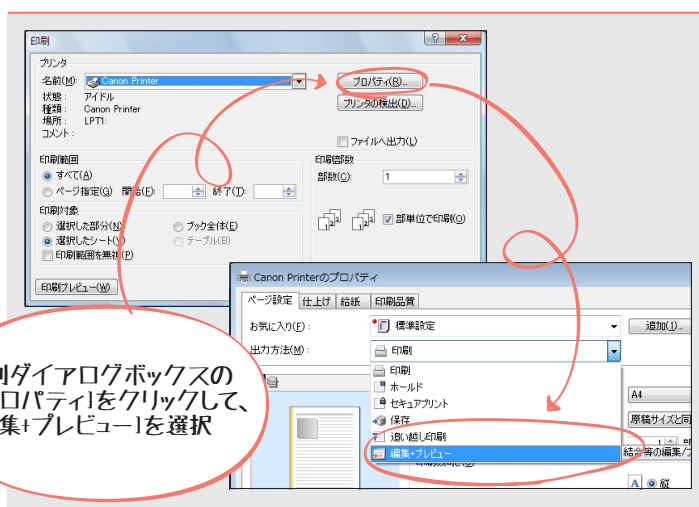 印刷
プリンタ
名前(M): Canon Printer
プロパティ(R)...
状態： アイドル
プリンタの検出(D)...
種類： Canon Printer
場所： LPT1:
コメント：
ファイルへ出力(L)
印刷範囲
すべて(A)
ページ指定(G) 開始(F): 終了(T):
印刷部数
部数(C): 1
部単位で印刷(O)
印刷対象
選択した部分(N) ブック全体(E)
選択したシート(V) テーブル(B)
印刷範囲を無視(P)
印刷プレビュー(W)
Canon Printerのプロパティ
ページ設定 仕上げ 給紙 印刷品質
お気に入り(F)： 標準設定 追加(1)...
出力方法(M)： 印刷
印刷
ホールド
セキュアプリント
保存
追い越し印刷
編集+プレビュー
A4
原稿サイズと同
1
結合等の編集/プ
A 縦
刷ダイアログボックスの
ロパティ]をクリックして、
集+プレビュー]を選択